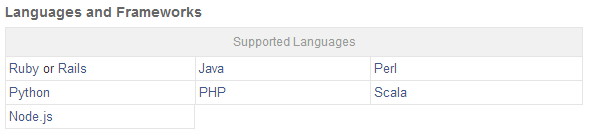 Languages and Frameworks
Supported Languages
Ruby or Rails Java Perl
Python PHP Scala
Node.js